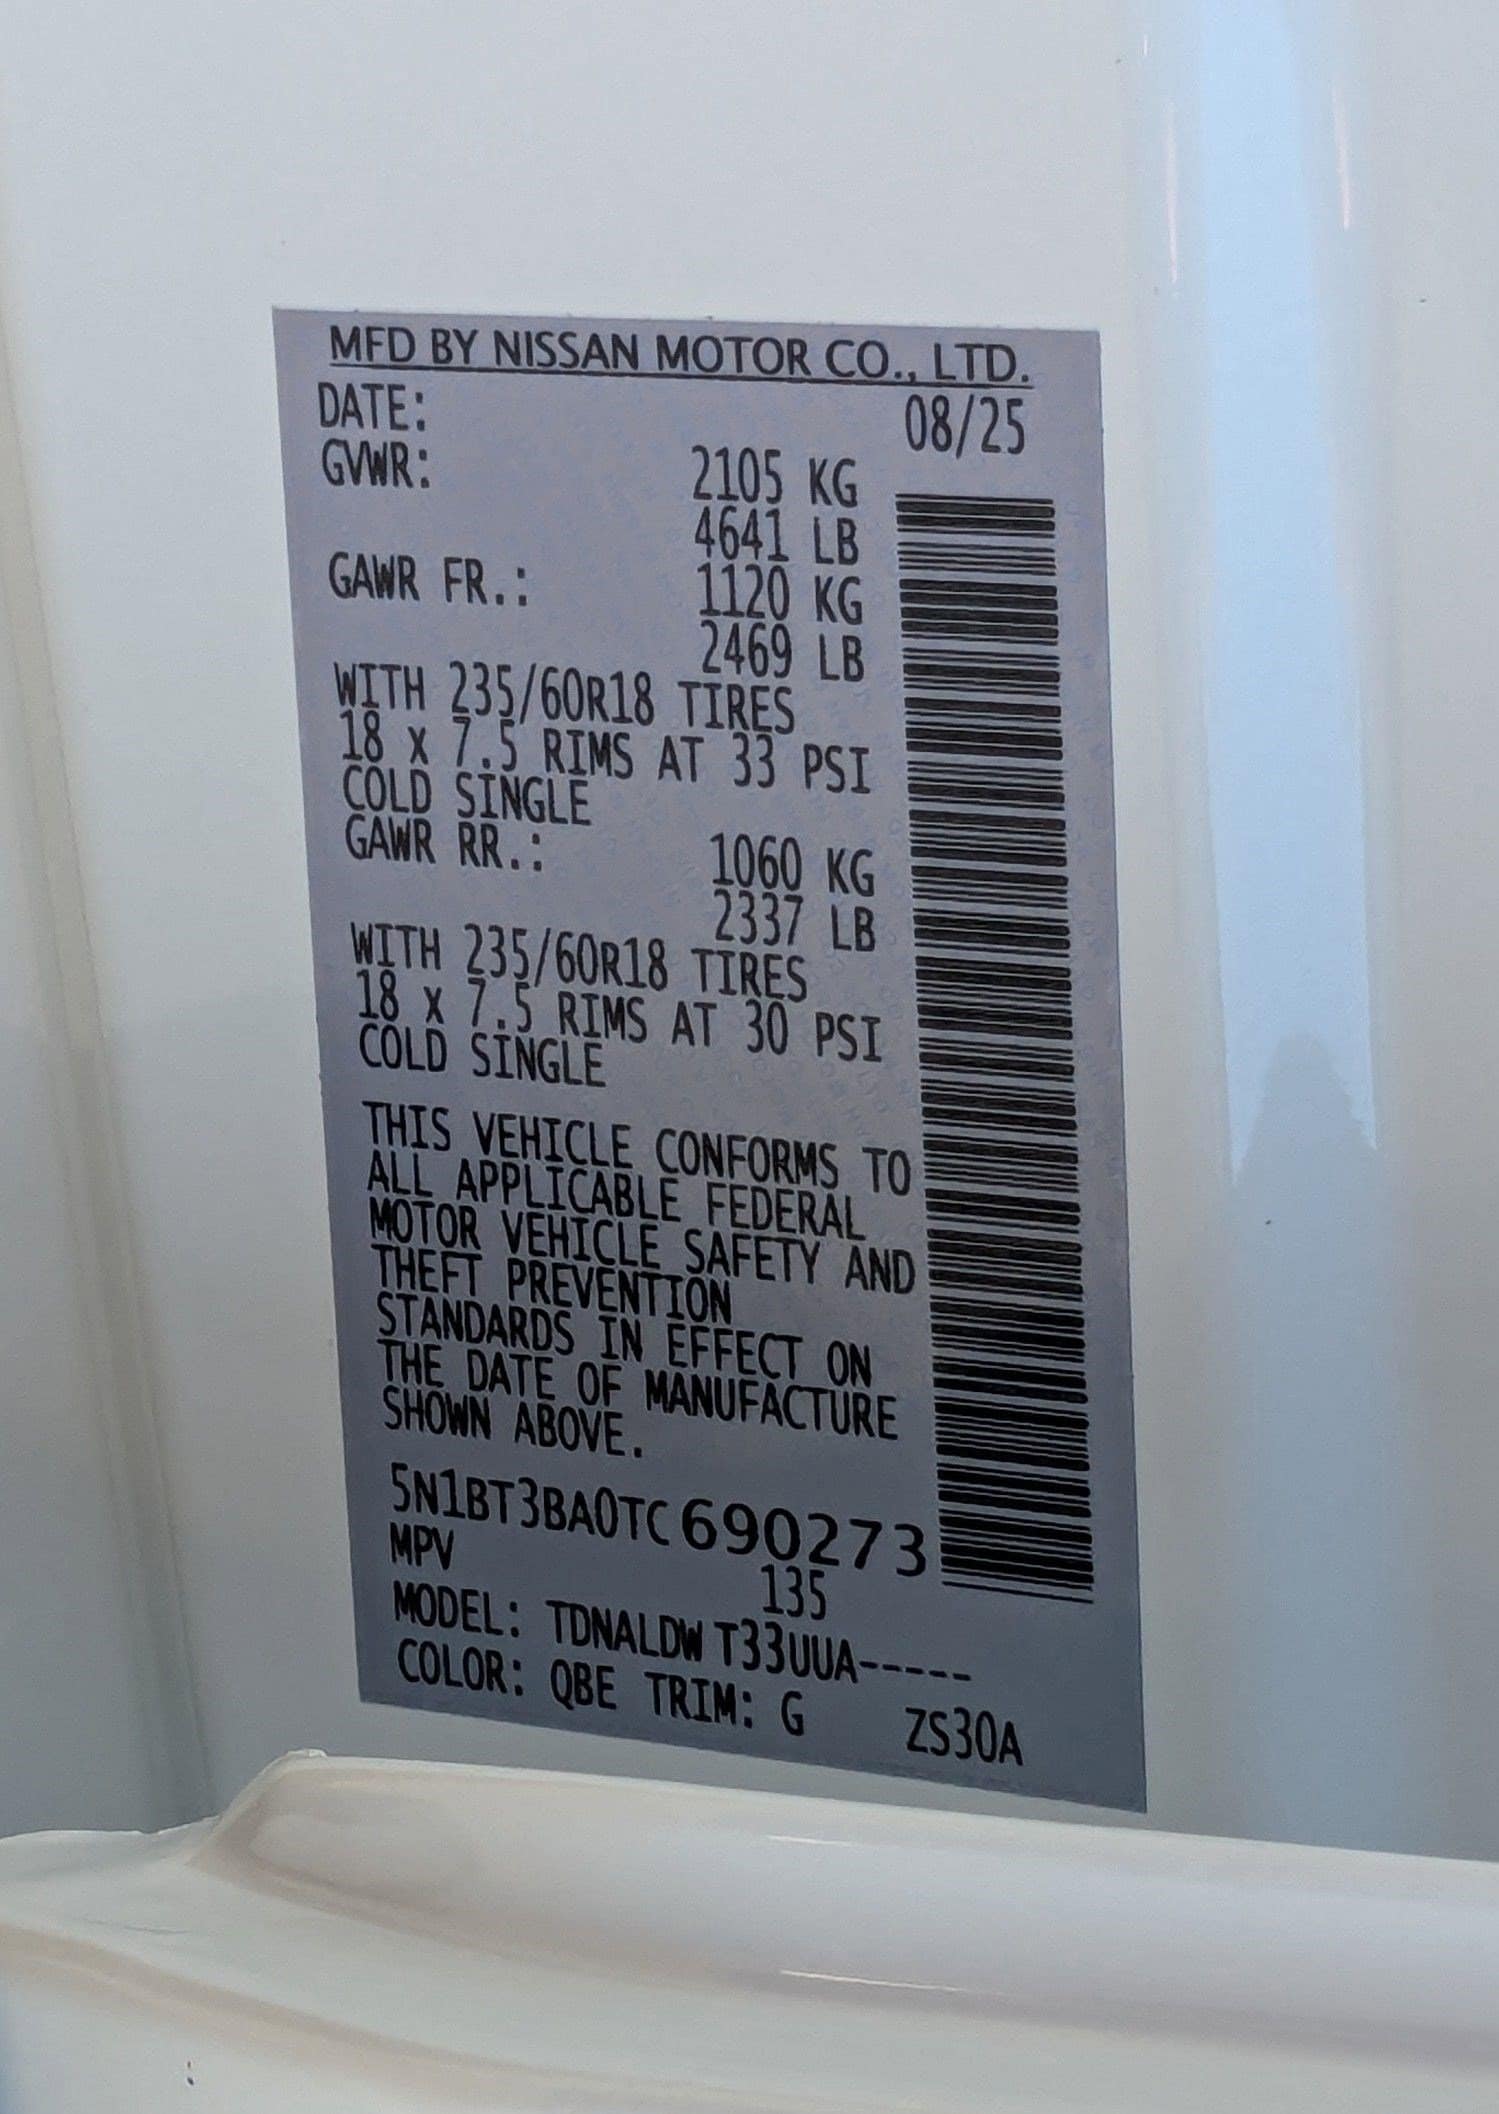 MFD BY NISSAN MOTOR CO., LTD.
DATE: 08/25
GVWR: 2105 KG
4641 LB
GAWR FR.: 1120 KG
2469 LB
WITH 235/60R18 TIRES
18 x 7.5 RIMS AT 33 PSI
COLD SINGLE
GAWR RR.: 1060 KG
2337 LB
WITH 235/60R18 TIRES
18 x 7.5 RIMS AT 30 PSI
COLD SINGLE
THIS VEHICLE CONFORMS TO
ALL APPLICABLE FEDERAL
MOTOR VEHICLE SAFETY AND
THEFT PREVENTION
STANDARDS IN EFFECT ON
THE DATE OF MANUFACTURE
SHOWN ABOVE.
5N1BT3BA0TC690273
MPV 135
MODEL: TDNALDW T33UUA-----
COLOR: QBE TRIM: G ZS30A